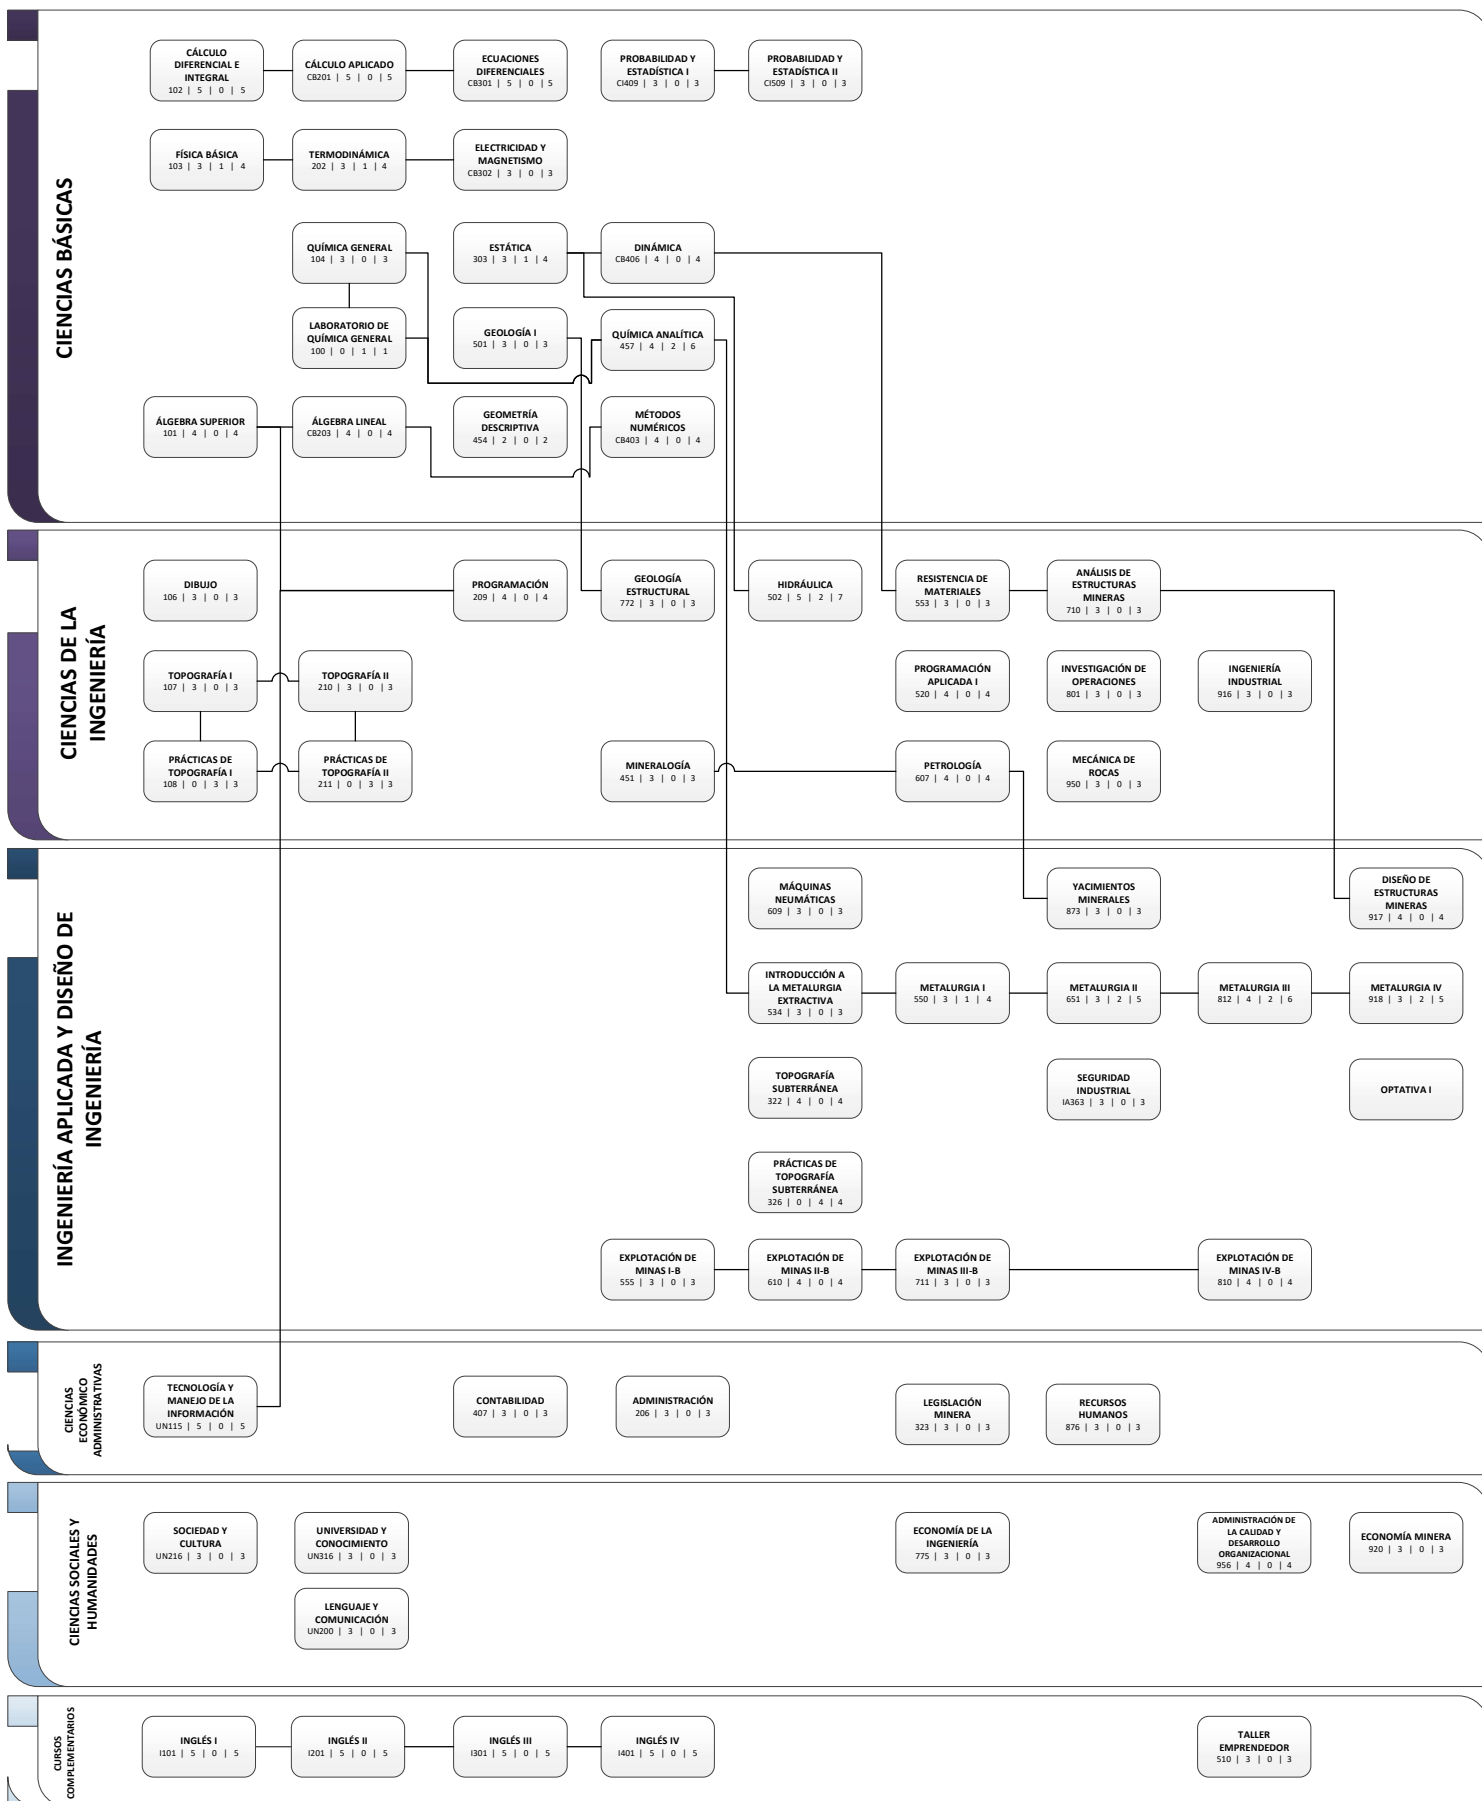 CIENCIAS BÁSICAS
CÁLCULO
DIFERENCIAL E
INTEGRAL
102 | 5 | 0 | 5
CÁLCULO APLICADO
CB201 | 5 | 0 | 5
ECUACIONES
DIFERENCIALES
CB301 | 5 | 0 | 5
PROBABILIDAD Y
ESTADÍSTICA I
CI409 | 3 | 0 | 3
PROBABILIDAD Y
ESTADÍSTICA II
CI509 | 3 | 0 | 3
FÍSICA BÁSICA
103 | 3 | 1 | 4
TERMODINÁMICA
202 | 3 | 1 | 4
ELECTRICIDAD Y
MAGNETISMO
CB302 | 3 | 0 | 3
QUÍMICA GENERAL
104 | 3 | 0 | 3
ESTÁTICA
303 | 3 | 1 | 4
DINÁMICA
CB406 | 4 | 0 | 4
LABORATORIO DE
QUÍMICA GENERAL
100 | 0 | 1 | 1
GEOLOGÍA I
501 | 3 | 0 | 3
QUÍMICA ANALÍTICA
457 | 4 | 2 | 6
ÁLGEBRA SUPERIOR
101 | 4 | 0 | 4
ÁLGEBRA LINEAL
CB203 | 4 | 0 | 4
GEOMETRÍA
DESCRIPTIVA
454 | 2 | 0 | 2
MÉTODOS
NUMÉRICOS
CB403 | 4 | 0 | 4
CIENCIAS DE LA
INGENIERÍA
DIBUJO
106 | 3 | 0 | 3
PROGRAMACIÓN
209 | 4 | 0 | 4
GEOLOGÍA
ESTRUCTURAL
772 | 3 | 0 | 3
HIDRÁULICA
502 | 5 | 2 | 7
RESISTENCIA DE
MATERIALES
553 | 3 | 0 | 3
ANÁLISIS DE
ESTRUCTURAS
MINERAS
710 | 3 | 0 | 3
TOPOGRAFÍA I
107 | 3 | 0 | 3
TOPOGRAFÍA II
210 | 3 | 0 | 3
PROGRAMACIÓN
APLICADA I
520 | 4 | 0 | 4
INVESTIGACIÓN DE
OPERACIONES
801 | 3 | 0 | 3
INGENIERÍA
INDUSTRIAL
916 | 3 | 0 | 3
PRÁCTICAS DE
TOPOGRAFÍA I
108 | 0 | 3 | 3
PRÁCTICAS DE
TOPOGRAFÍA II
211 | 0 | 3 | 3
MINERALOGÍA
451 | 3 | 0 | 3
PETROLOGÍA
607 | 4 | 0 | 4
MECÁNICA DE
ROCAS
950 | 3 | 0 | 3
INGENIERÍA APLICADA Y DISEÑO DE
INGENIERÍA
MÁQUINAS
NEUMÁTICAS
609 | 3 | 0 | 3
YACIMIENTOS
MINERALES
873 | 3 | 0 | 3
DISEÑO DE
ESTRUCTURAS
MINERAS
917 | 4 | 0 | 4
INTRODUCCIÓN A
LA METALURGIA
EXTRACTIVA
534 | 3 | 0 | 3
METALURGIA I
550 | 3 | 1 | 4
METALURGIA II
651 | 3 | 2 | 5
METALURGIA III
812 | 4 | 2 | 6
METALURGIA IV
918 | 3 | 2 | 5
TOPOGRAFÍA
SUBTERRÁNEA
322 | 4 | 0 | 4
SEGURIDAD
INDUSTRIAL
IA363 | 3 | 0 | 3
OPTATIVA I
PRÁCTICAS DE
TOPOGRAFÍA
SUBTERRÁNEA
326 | 0 | 4 | 4
EXPLOTACIÓN DE
MINAS I-B
555 | 3 | 0 | 3
EXPLOTACIÓN DE
MINAS II-B
610 | 4 | 0 | 4
EXPLOTACIÓN DE
MINAS III-B
711 | 3 | 0 | 3
EXPLOTACIÓN DE
MINAS IV-B
810 | 4 | 0 | 4
CIENCIAS
ECONÓMICO
ADMINISTRATIVAS
TECNOLOGÍA Y
MANEJO DE LA
INFORMACIÓN
UN115 | 5 | 0 | 5
CONTABILIDAD
407 | 3 | 0 | 3
ADMINISTRACIÓN
206 | 3 | 0 | 3
LEGISLACIÓN
MINERA
323 | 3 | 0 | 3
RECURSOS
HUMANOS
876 | 3 | 0 | 3
CIENCIAS SOCIALES Y
HUMANIDADES
SOCIEDAD Y
CULTURA
UN216 | 3 | 0 | 3
UNIVERSIDAD Y
CONOCIMIENTO
UN316 | 3 | 0 | 3
ECONOMÍA DE LA
INGENIERÍA
775 | 3 | 0 | 3
ADMINISTRACIÓN DE
LA CALIDAD Y
DESARROLLO
ORGANIZACIONAL
956 | 4 | 0 | 4
ECONOMÍA MINERA
920 | 3 | 0 | 3
LENGUAJE Y
COMUNICACIÓN
UN200 | 3 | 0 | 3
CURSOS
COMPLEMENTARIOS
INGLÉS I
I101 | 5 | 0 | 5
INGLÉS II
I201 | 5 | 0 | 5
INGLÉS III
I301 | 5 | 0 | 5
INGLÉS IV
I401 | 5 | 0 | 5
TALLER
EMPRENDEDOR
510 | 3 | 0 | 3